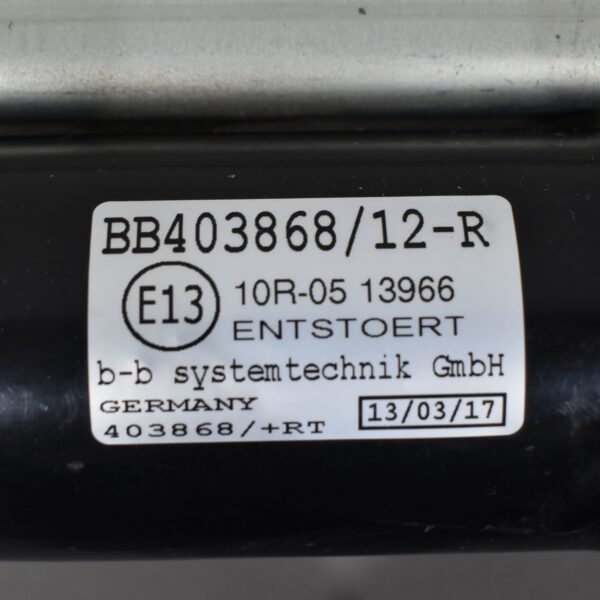 BB403868/12-R
E13 10R-05 13966
ENTSTOERT
b-b systemtechnik GmbH
GERMANY
403868/+RT 13/03/17